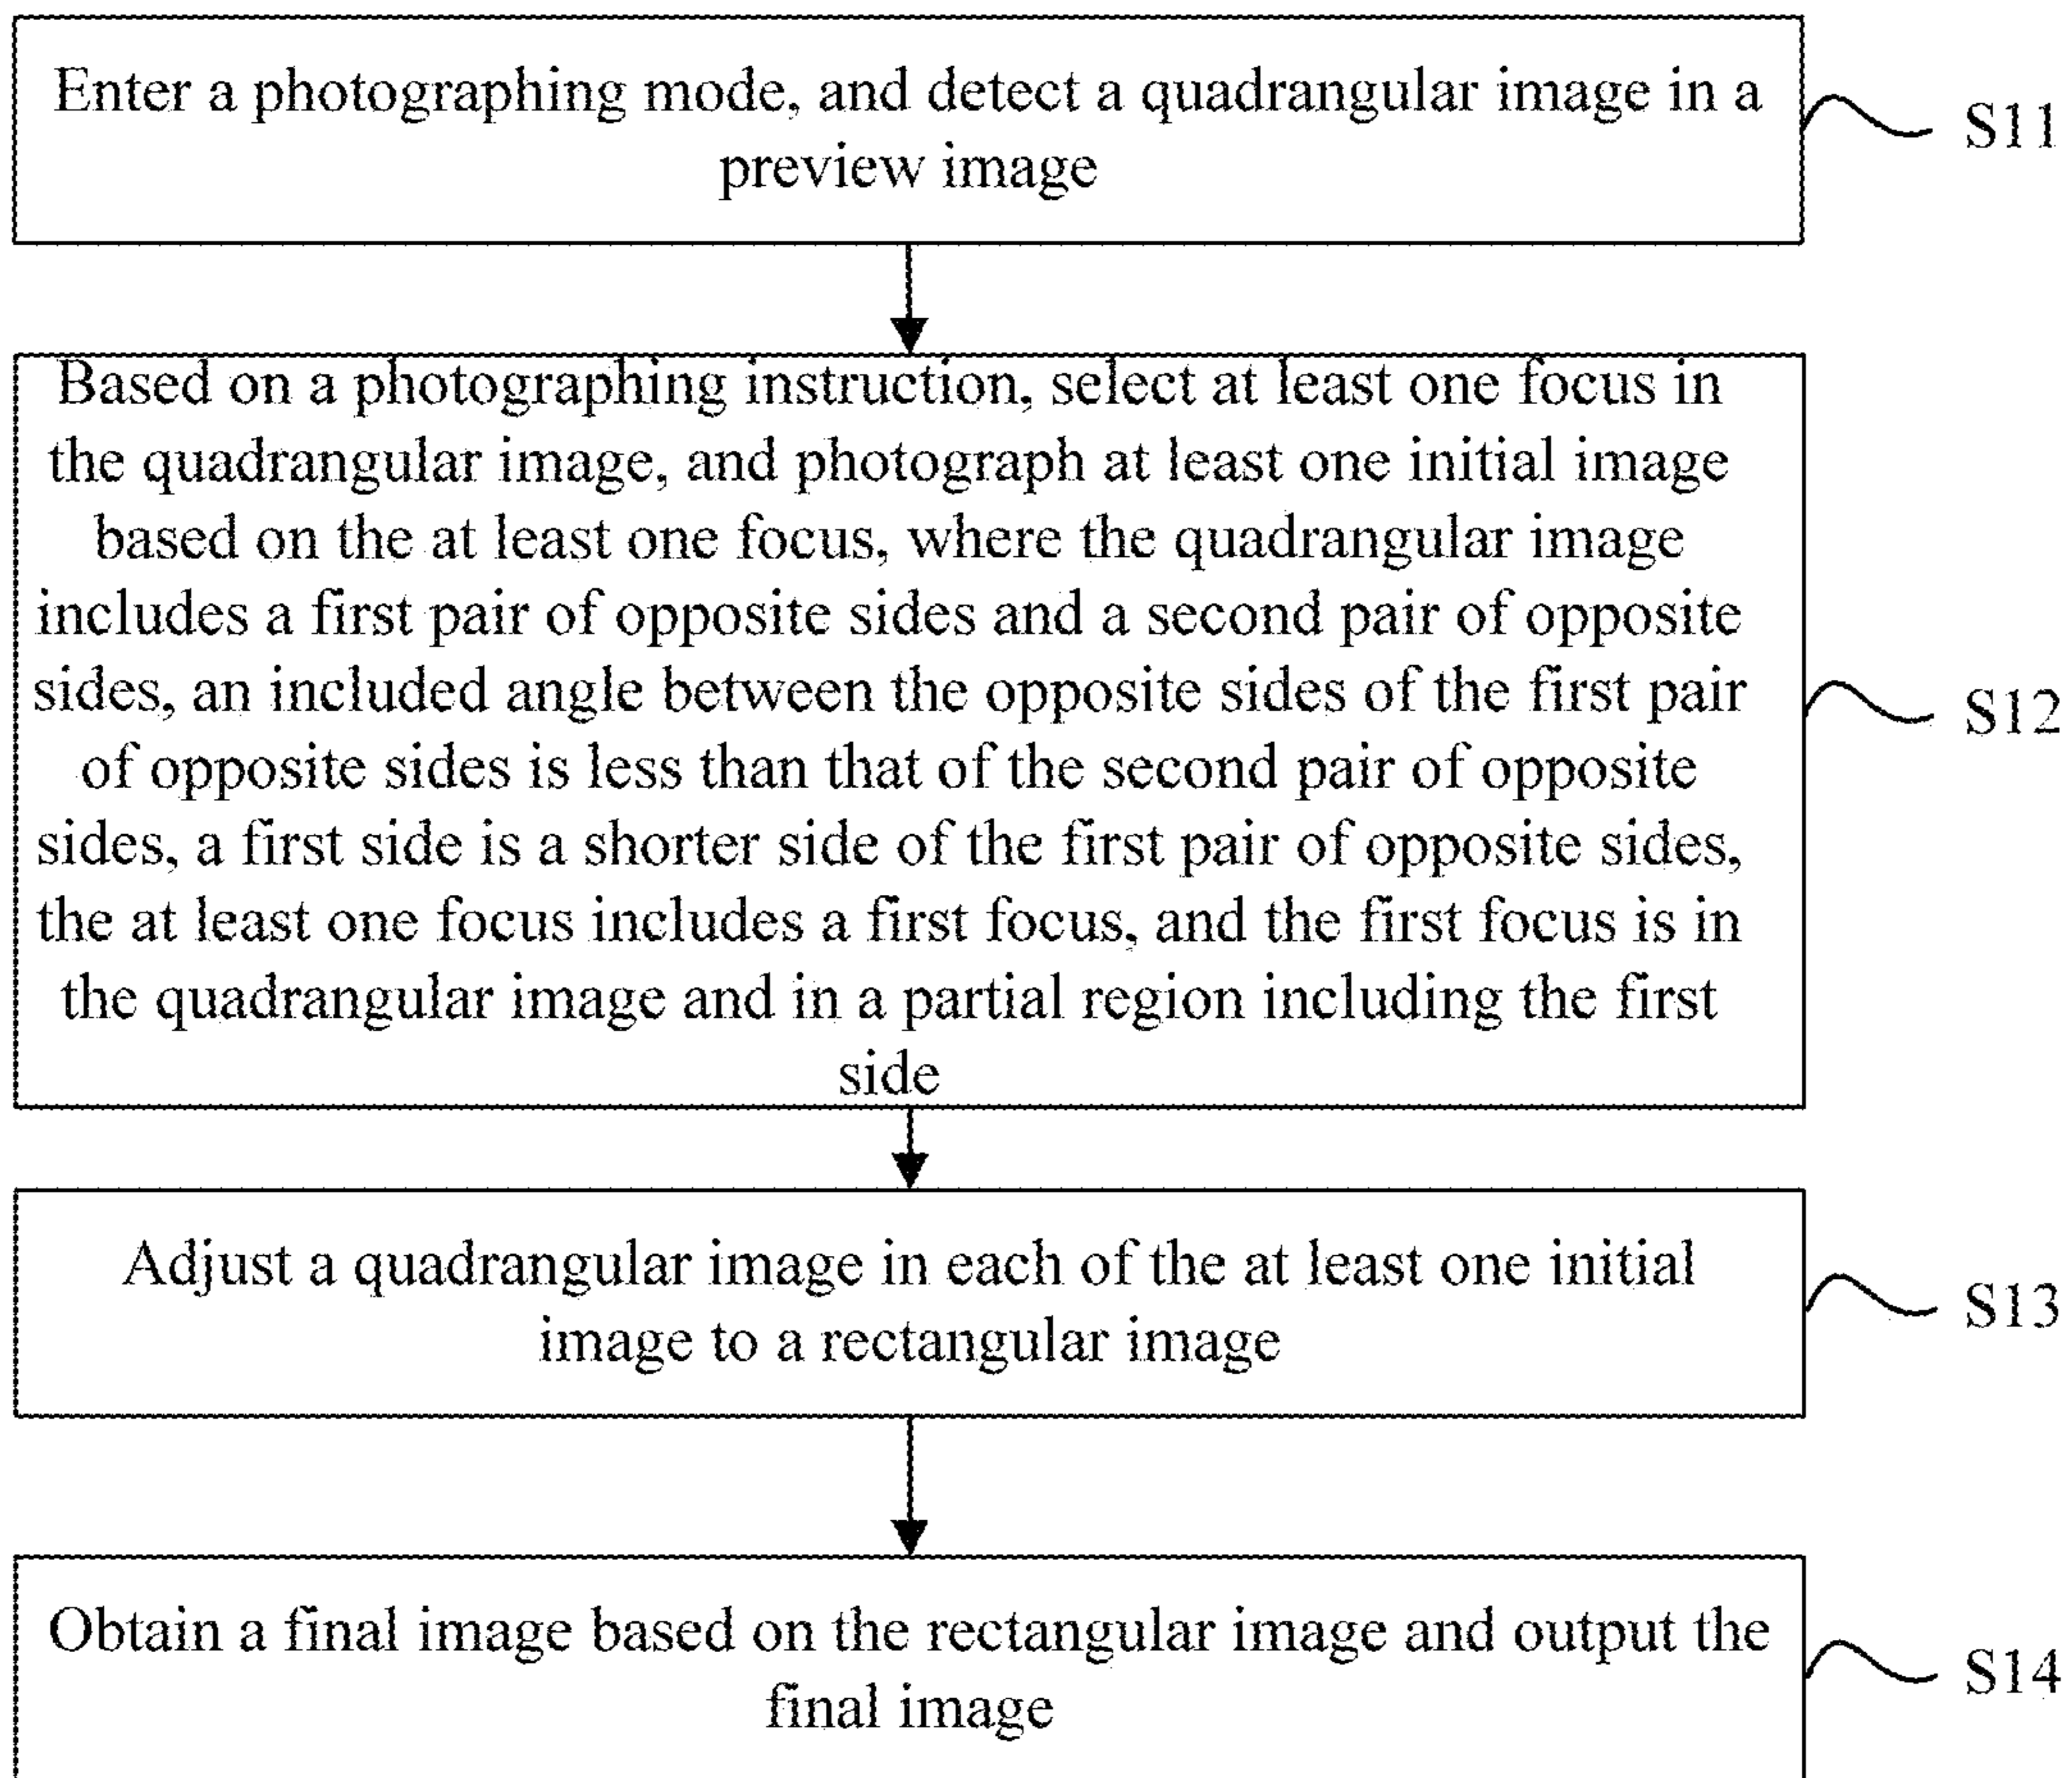 Enter a photographing mode, and detect a quadrangular image in a
preview image
S11
Based on a photographing instruction, select at least one focus in
the quadrangular image, and photograph at least one initial image
based on the at least one focus, where the quadrangular image
includes a first pair of opposite sides and a second pair of opposite
sides, an included angle between the opposite sides of the first pair
of opposite sides is less than that of the second pair of opposite
sides, a first side is a shorter side of the first pair of opposite sides,
the at least one focus includes a first focus, and the first focus is in
the quadrangular image and in a partial region including the first
side
S12
Adjust a quadrangular image in each of the at least one initial
image to a rectangular image
S13
Obtain a final image based on the rectangular image and output the
final image
S14